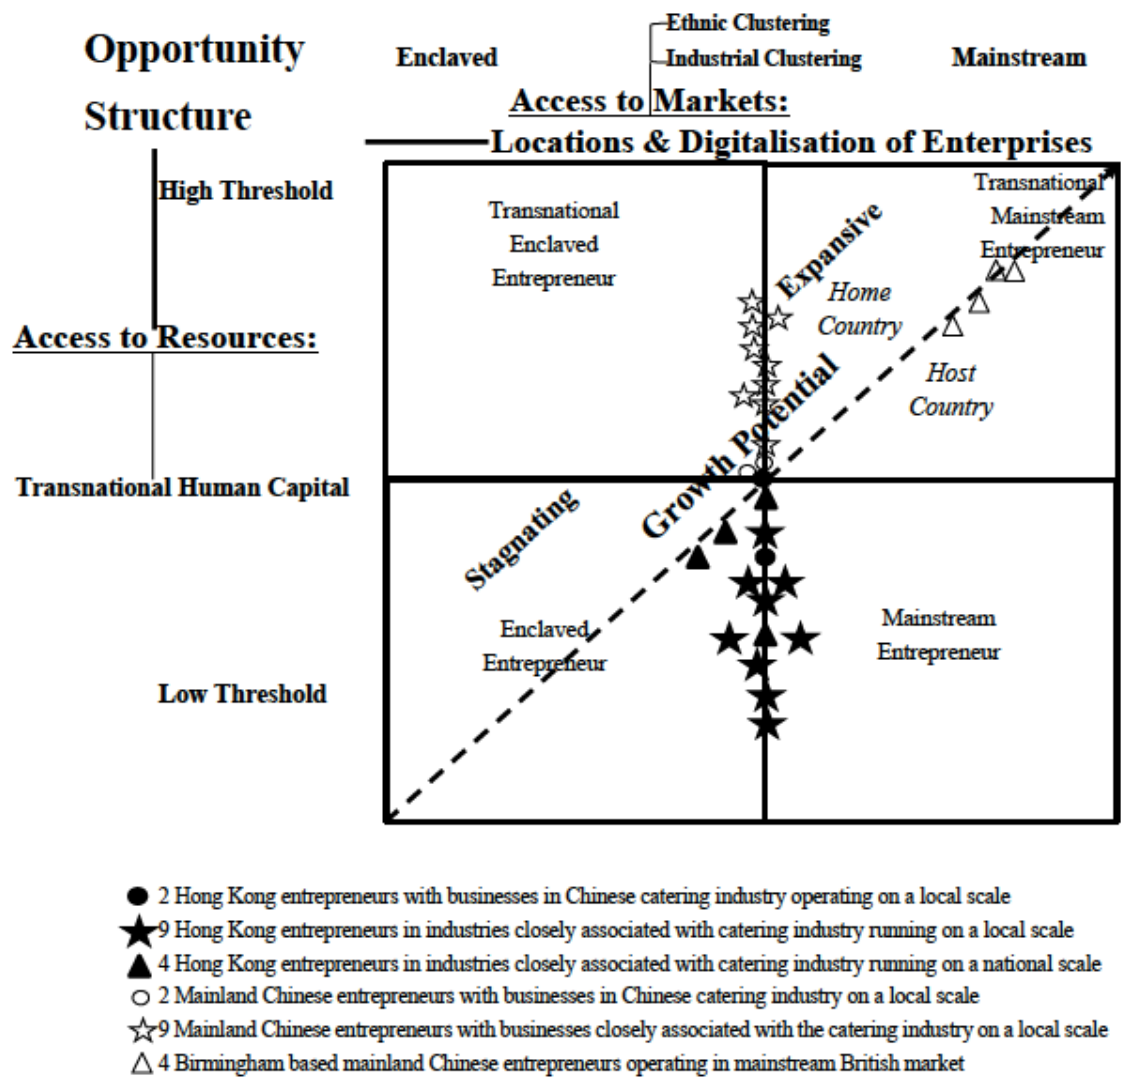 Opportunity
Structure
Enclaved
Ethnic Clustering
Industrial Clustering
Mainstream
Access to Markets:
Locations & Digitalisation of Enterprises
High Threshold
Access to Resources:
Transnational Human Capital
Low Threshold
Transnational
Enclaved
Entrepreneur
Transnational
Mainstream
Entrepreneur
Expansive
Home
Country
Host
Country
Growth Potential
Stagnating
Enclaved
Entrepreneur
Mainstream
Entrepreneur
2 Hong Kong entrepreneurs with businesses in Chinese catering industry operating on a local scale
9 Hong Kong entrepreneurs in industries closely associated with catering industry running on a local scale
4 Hong Kong entrepreneurs in industries closely associated with catering industry running on a national scale
2 Mainland Chinese entrepreneurs with businesses in Chinese catering industry on a local scale
9 Mainland Chinese entrepreneurs with businesses closely associated with the catering industry on a local scale
4 Birmingham based mainland Chinese entrepreneurs operating in mainstream British market